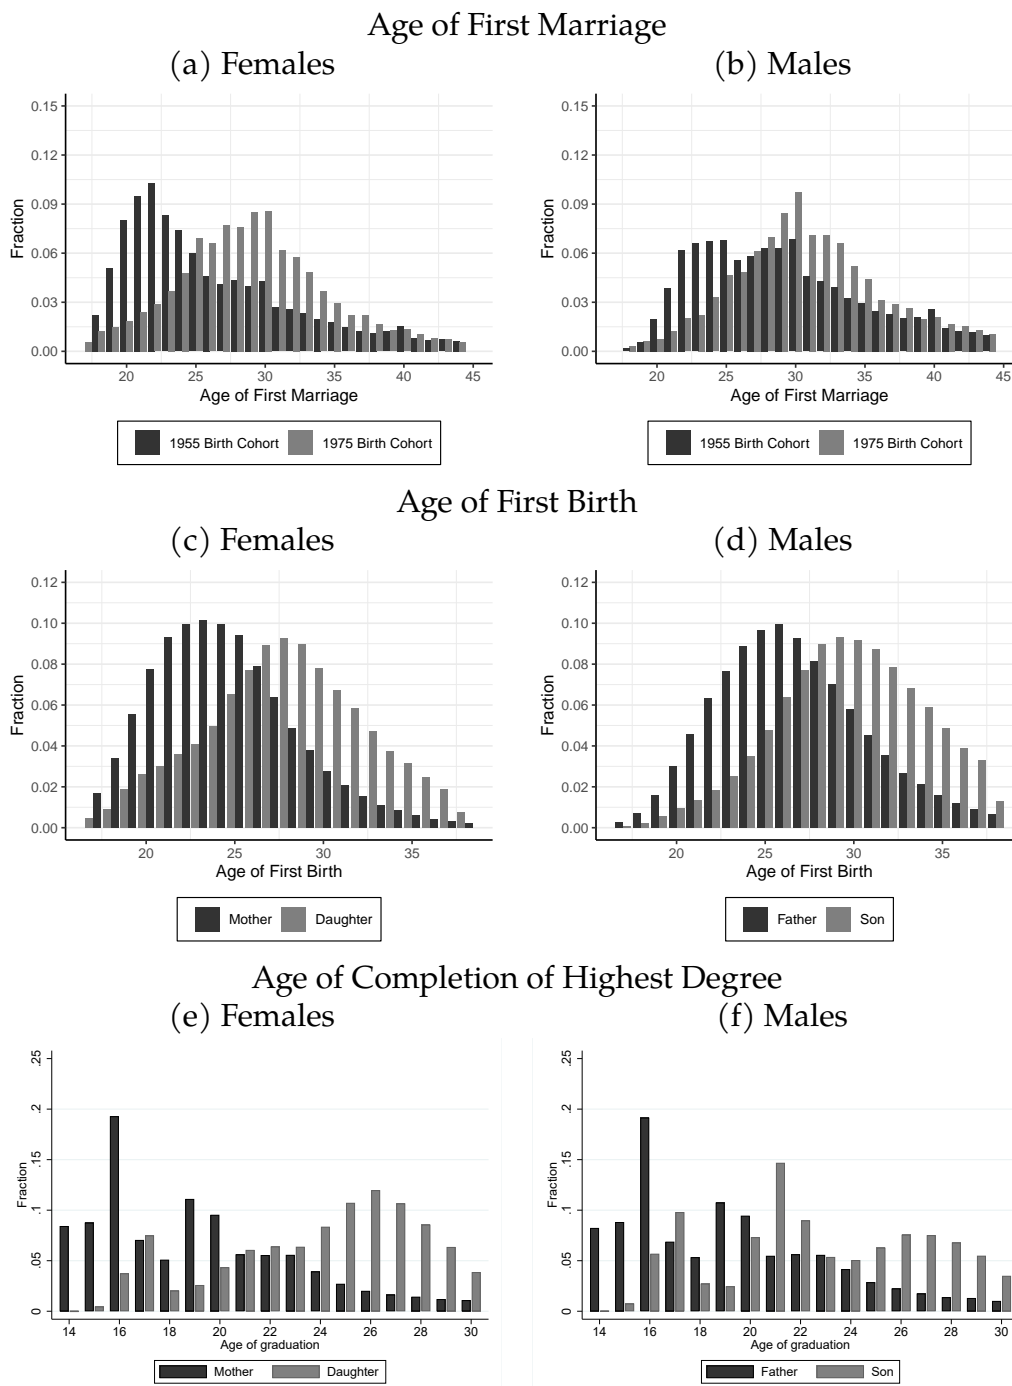 Age of First Marriage
(a) Females
(b) Males
0.15
0.12
0.09
0.06
0.03
0.00
Fraction
20 25 30 35 40 45
Age of First Marriage
1955 Birth Cohort 1975 Birth Cohort
0.15
0.12
0.09
0.06
0.03
0.00
Fraction
20 25 30 35 40 45
Age of First Marriage
1955 Birth Cohort 1975 Birth Cohort
Age of First Birth
(c) Females
(d) Males
0.12
0.10
0.08
0.06
0.04
0.02
0.00
Fraction
20 25 30 35
Age of First Birth
Mother Daughter
0.12
0.10
0.08
0.06
0.04
0.02
0.00
Fraction
20 25 30 35
Age of First Birth
Father Son
Age of Completion of Highest Degree
(e) Females
(f) Males
.25
.2
.15
.1
.05
0
Fraction
14 16 18 20 22 24 26 28 30
Age of graduation
Mother Daughter
.25
.2
.15
.1
.05
0
Fraction
14 16 18 20 22 24 26 28 30
Age of graduation
Father Son